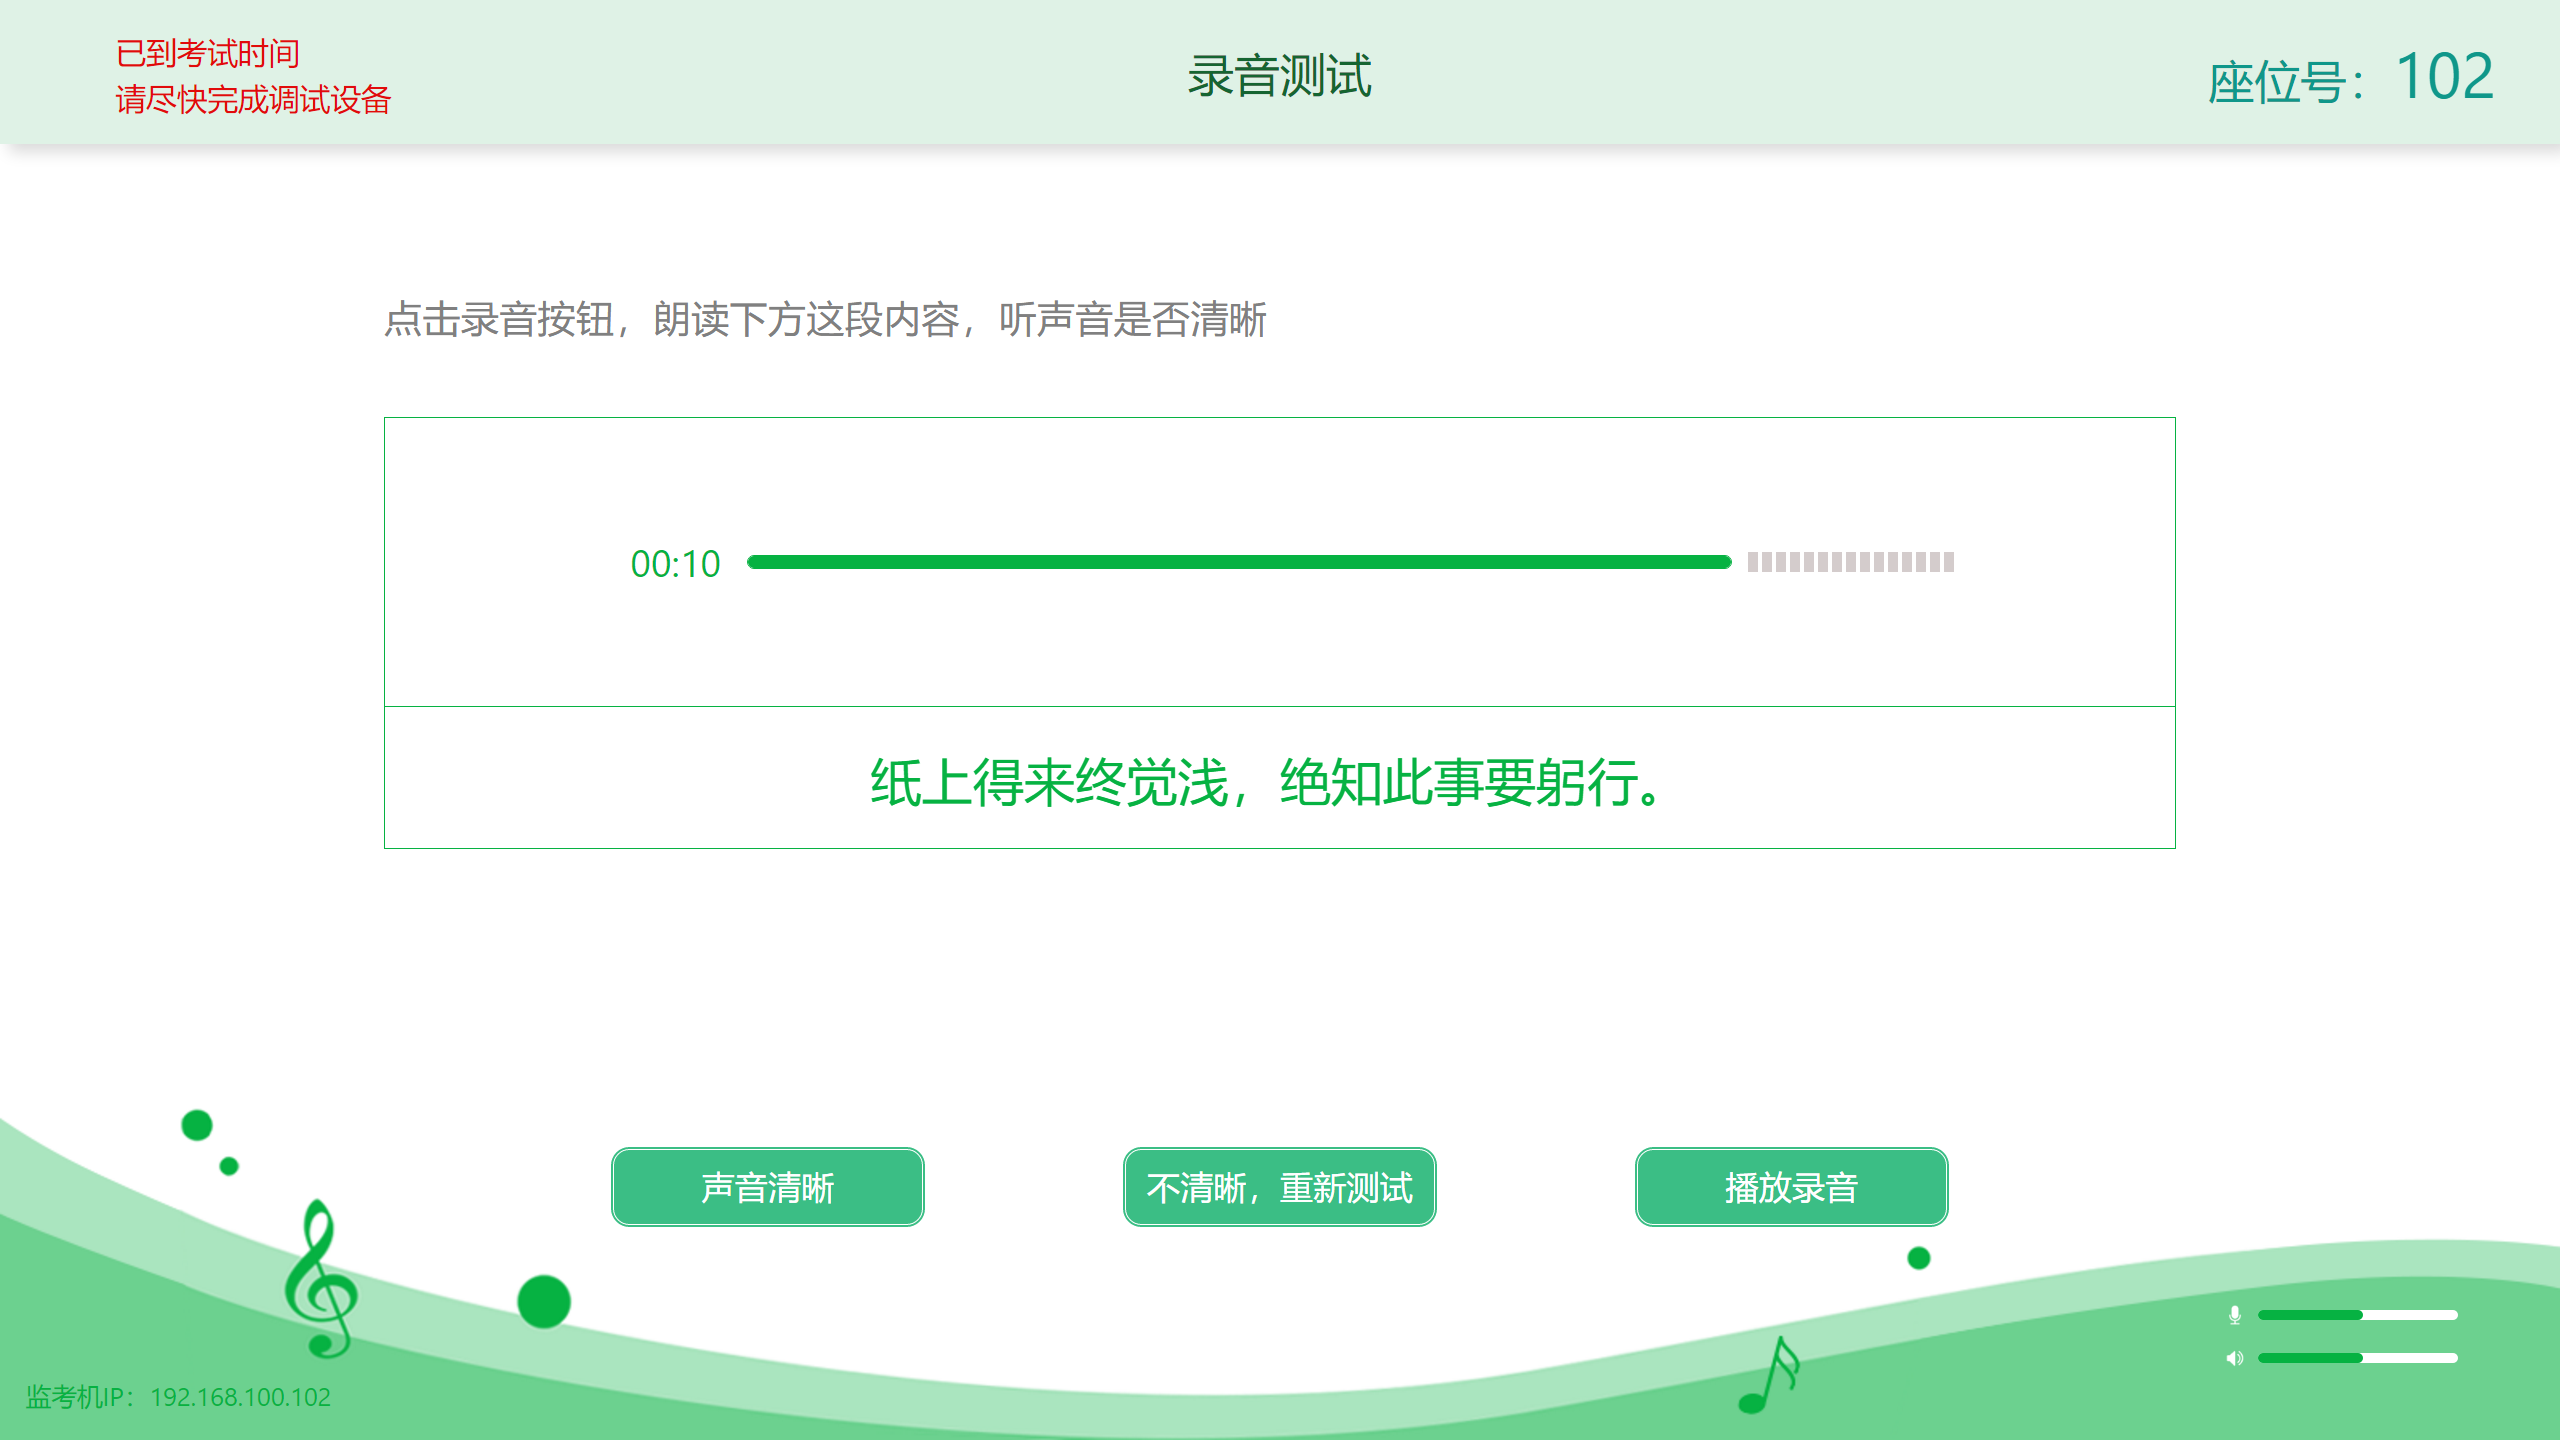 已到考试时间
请尽快完成调试设备
录音测试
座位号：102
点击录音按钮，朗读下方这段内容，听声音是否清晰
00:10
纸上得来终觉浅，绝知此事要躬行。
声音清晰
不清晰，重新测试
播放录音
监考机IP：192.168.100.102